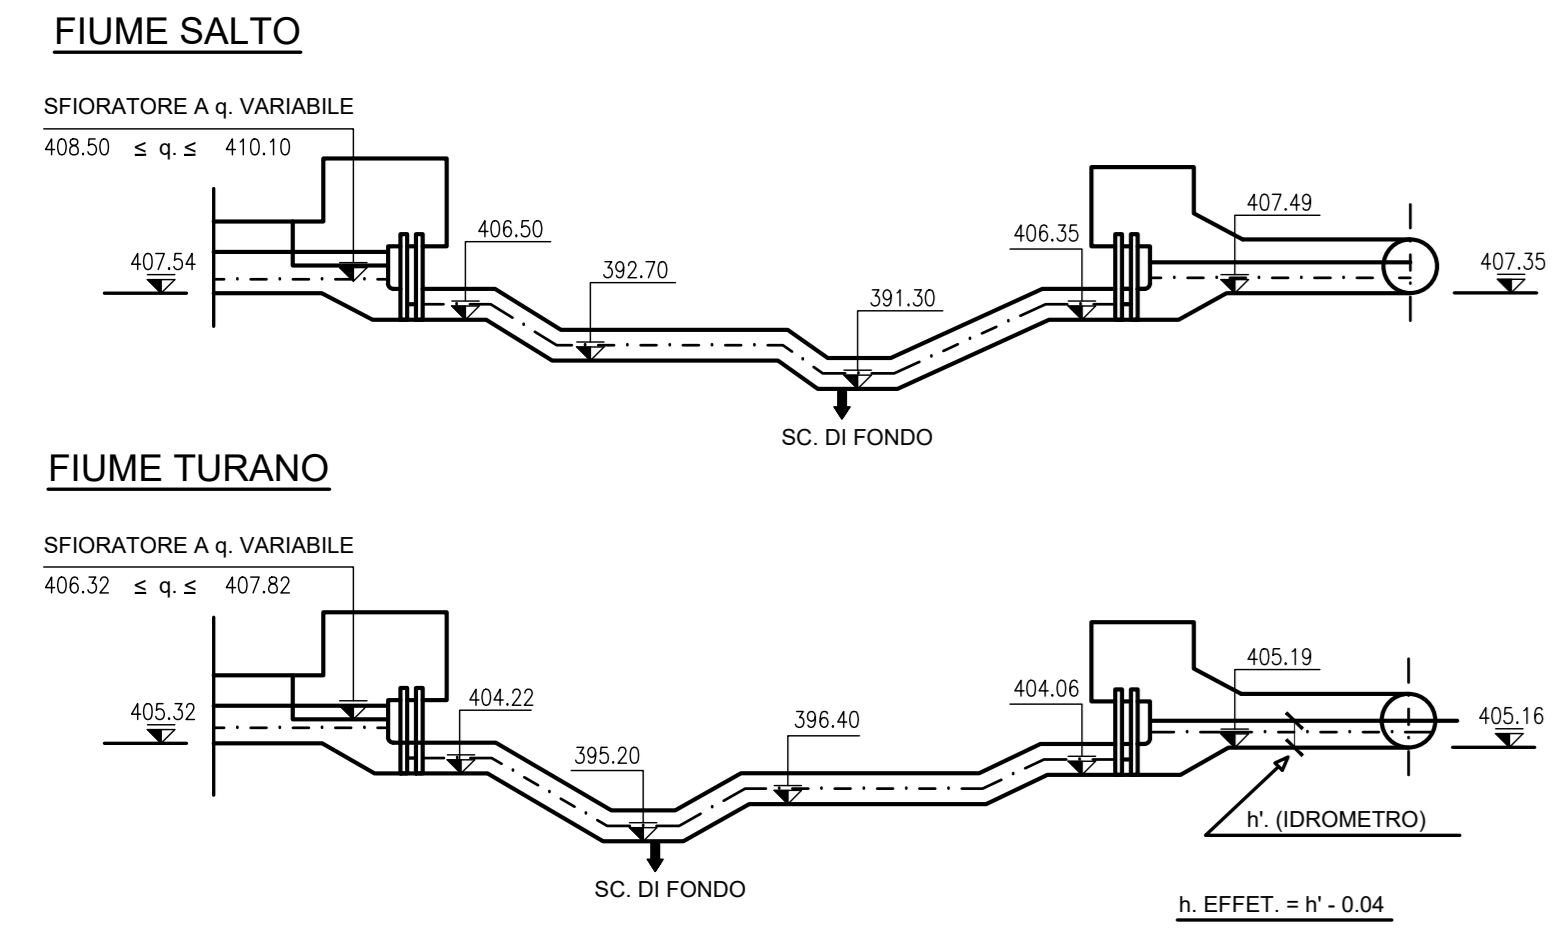 FIUME SALTO
SFIORATORE A q. VARIABILE
408.50 ≤ q. ≤ 410.10
407.54
406.50
392.70
391.30
406.35
407.49
407.35
SC. DI FONDO
FIUME TURANO
SFIORATORE A q. VARIABILE
406.32 ≤ q. ≤ 407.82
405.32
404.22
395.20
396.40
404.06
405.19
405.16
h'. (IDROMETRO)
SC. DI FONDO
h. EFFET. = h' - 0.04